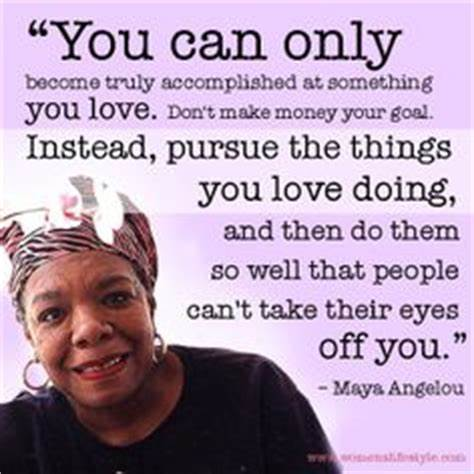 “You can only
become truly accomplished at something
you love. Don't make money your goal.
Instead, pursue the things
you love doing,
and then do them
so well that people
can't take their eyes
off you.”
– Maya Angelou
www.womenslifestyle.com